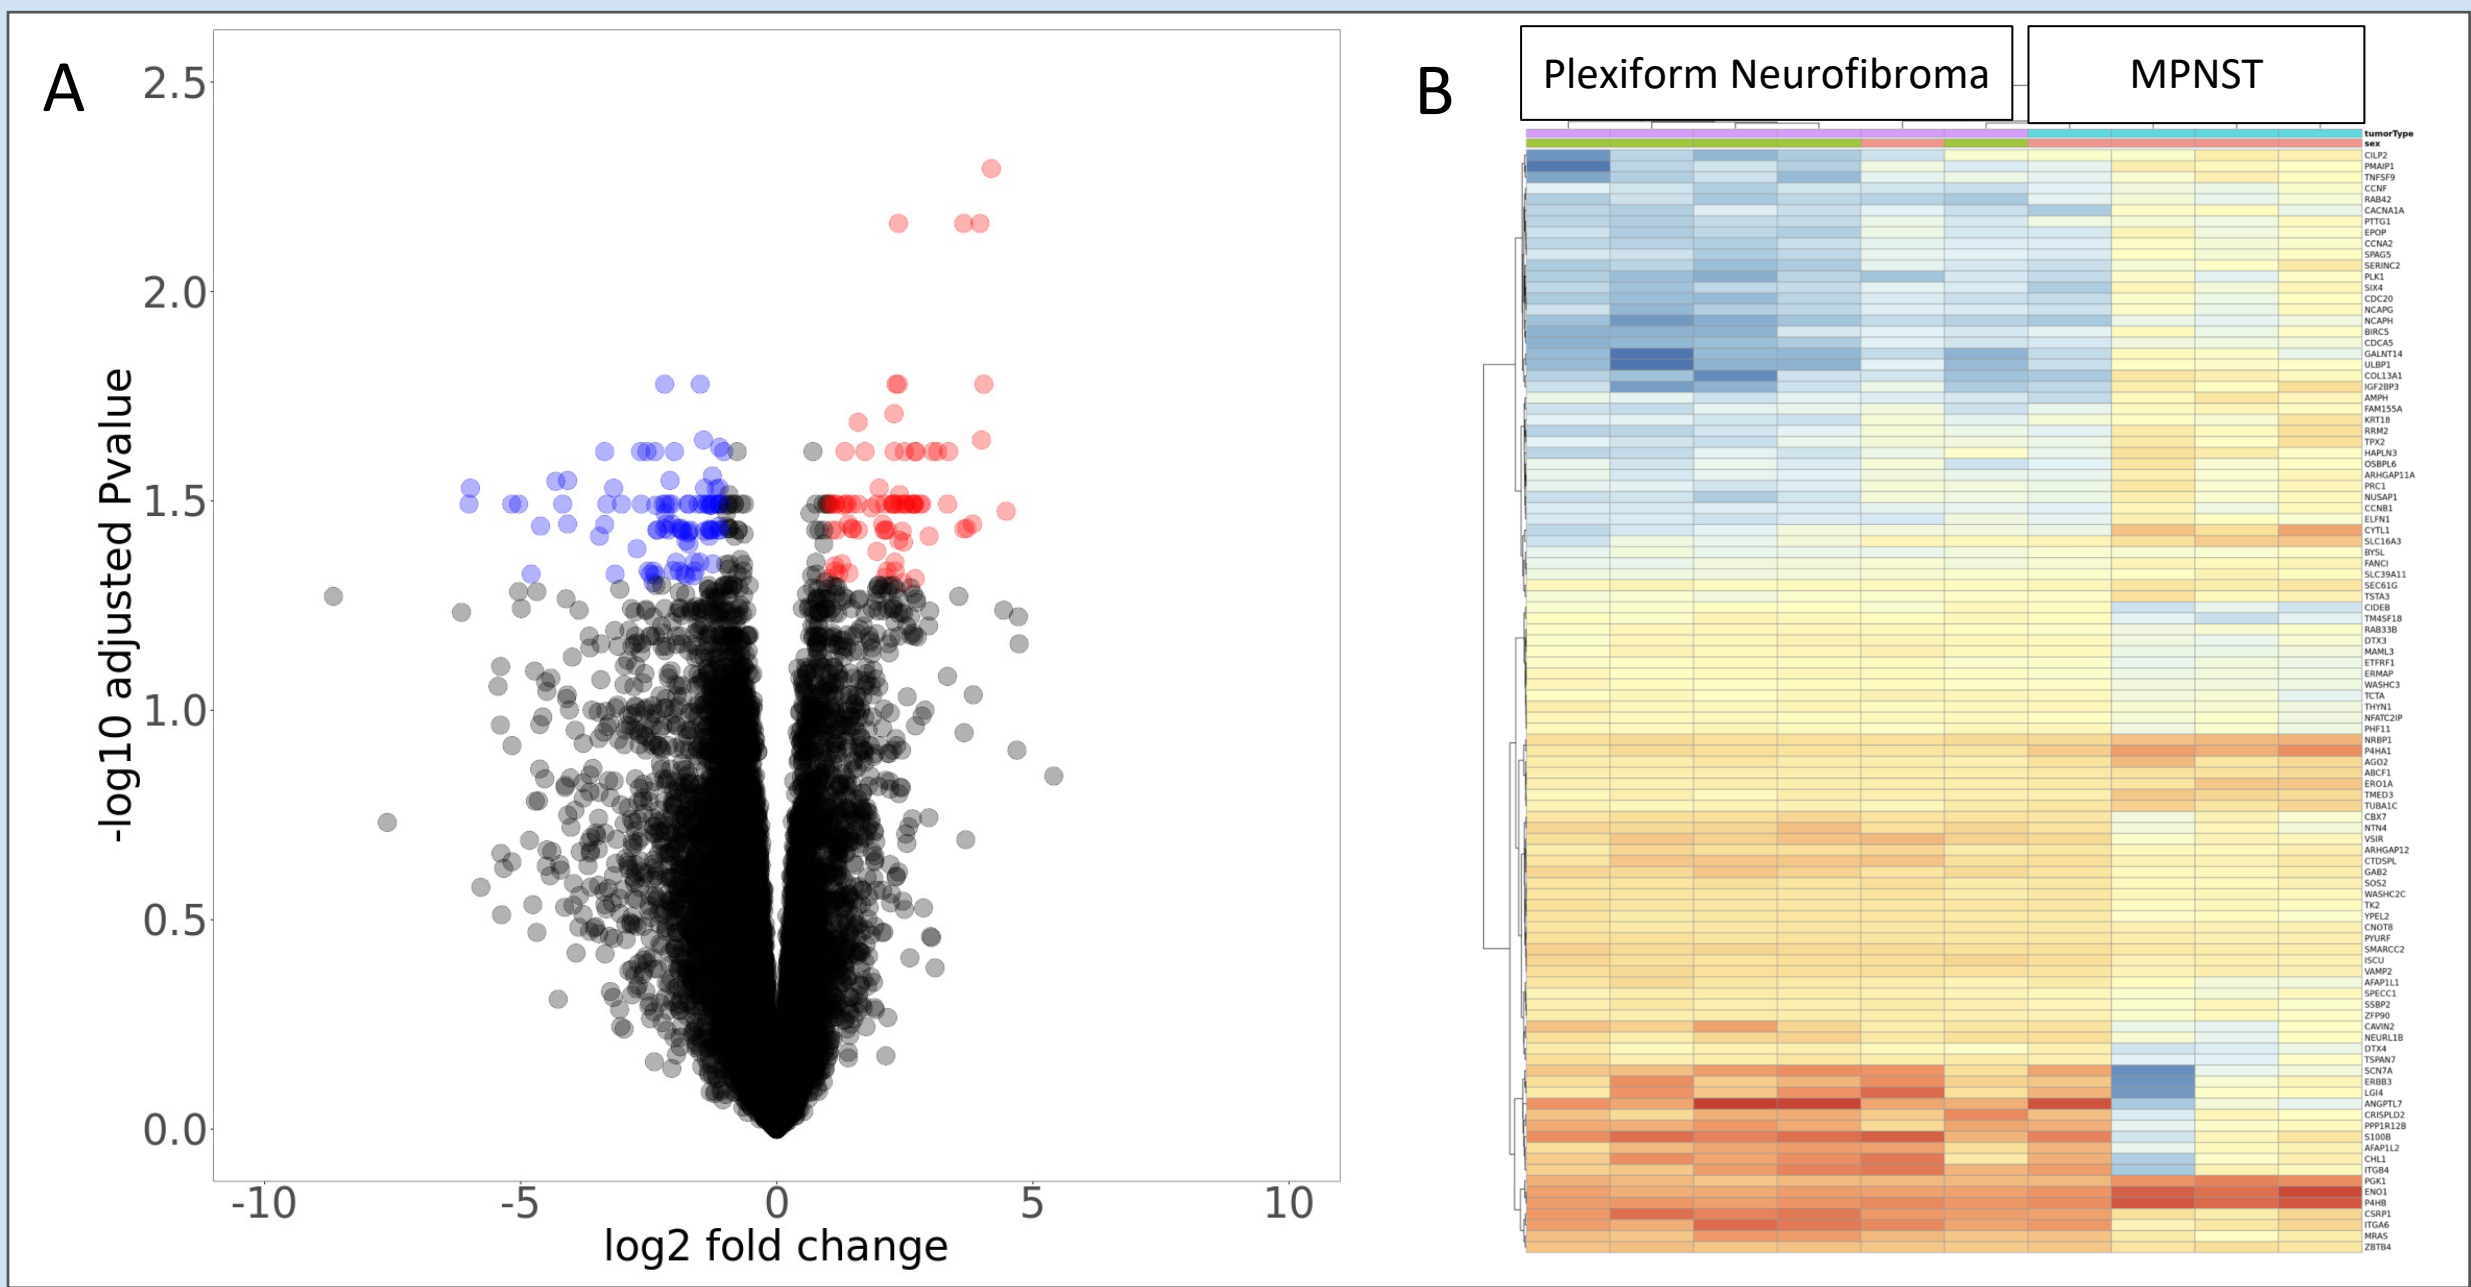 A
2.5
2.0
1.5
1.0
0.5
0.0
-log10 adjusted Pvalue
-10
-5
0
5
10
log2 fold change
B
Plexiform Neurofibroma
MPNST
tumorType
sex
CILP2
PMAIP1
TNFSF9
CCNF
RAB42
CACNA1A
PTTG1
EPOP
CCNA2
SPAG5
SERINC2
PLK1
SIX4
CDC20
NCAPG
NCAPH
BIRC5
CDCA5
GALNT14
ULBP1
COL13A1
IGF2BP3
AMPH
FAM155A
KRT18
RRM2
TPX2
HAPLN3
OSBPL6
ARHGAP11A
PRC1
NUSAP1
CCNB1
ELFN1
CYTL1
SLC16A3
BYSL
FANCI
SLC39A11
SEC61G
TSTA3
CIDEB
TM4SF18
RAB33B
DTX3
MAML3
ETFRF1
ERMAP
WASHC3
TCTA
THYN1
NFATC2IP
PHF11
NRBP1
P4HA1
AGO2
ABCF1
ERO1A
TMED3
TUBA1C
CBX7
NTN4
VSIR
ARHGAP12
CTDSPL
GAB2
SOS2
WASHC2C
TK2
YPEL2
CNOT8
PYURF
SMARCC2
ISCU
VAMP2
AFAP1L1
SPECC1
SSBP2
ZFP90
CAVIN2
NEURL1B
DTX4
TSPAN7
SCN7A
ERBB3
LGI4
ANGPTL7
CRISPLD2
PPP1R12B
S100B
AFAP1L2
CHL1
ITGB4
PGK1
ENO1
P4HB
CSRP1
ITGA6
MRAS
ZBTB4